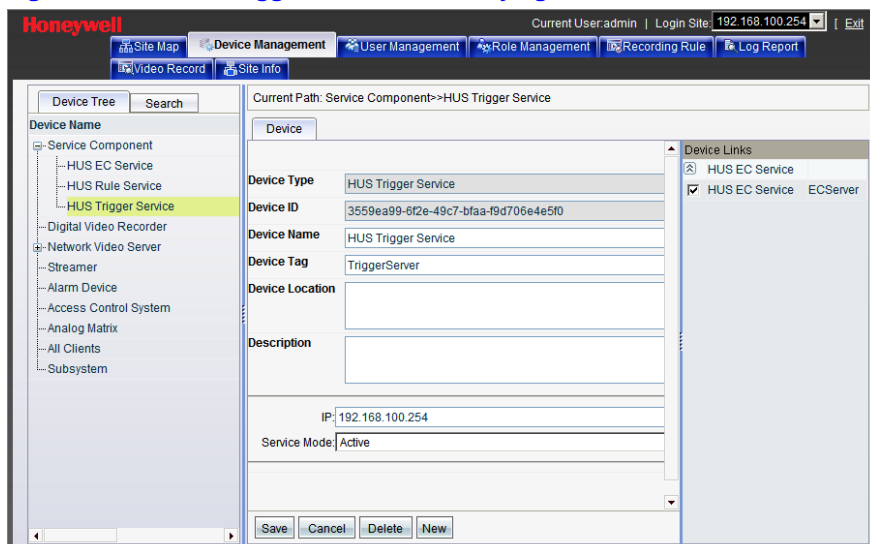 Honeywell
Current User:admin | Login Site: 192.168.100.254 [ Exit
Site Map Device Management User Management Role Management Recording Rule Log Report
Video Record Site Info
Device Tree Search
Current Path: Service Component>>HUS Trigger Service
Device Name
Device
Service Component
HUS EC Service
HUS Rule Service
HUS Trigger Service
Digital Video Recorder
Network Video Server
Streamer
Alarm Device
Access Control System
Analog Matrix
All Clients
Subsystem
Device Type HUS Trigger Service
Device ID 3559ea99-6f2e-49c7-bfaa-f9d706e4e5f0
Device Name HUS Trigger Service
Device Tag TriggerServer
Device Location
Description
IP: 192.168.100.254
Service Mode: Active
Save Cancel Delete New
Device Links
HUS EC Service
HUS EC Service ECServer